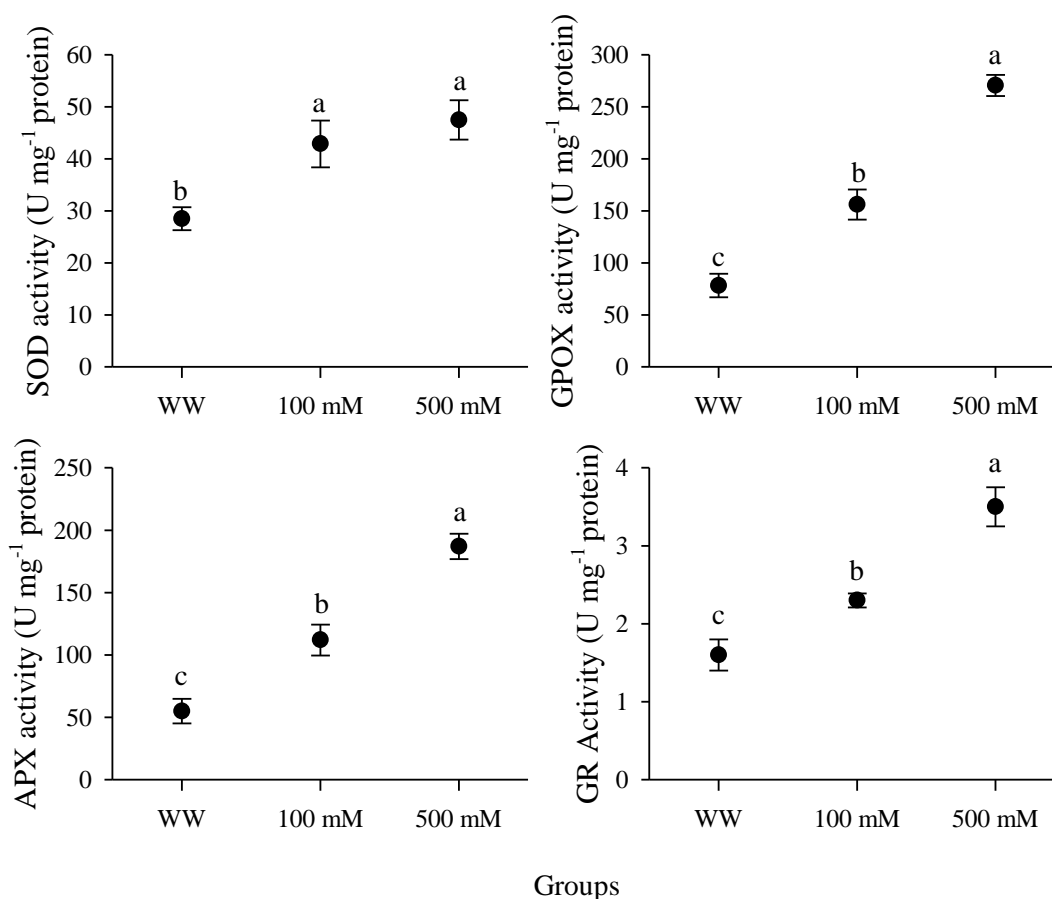 SOD activity (U mg⁻¹ protein)
60
50
40
30
20
10
0
b
a
a
WW
100 mM
500 mM
GPOX activity (U mg⁻¹ protein)
300
250
200
150
100
50
0
c
b
a
WW
100 mM
500 mM
APX activity (U mg⁻¹ protein)
250
200
150
100
50
0
c
b
a
WW
100 mM
500 mM
GR Activity (U mg⁻¹ protein)
4
3
2
1
0
c
b
a
WW
100 mM
500 mM
Groups